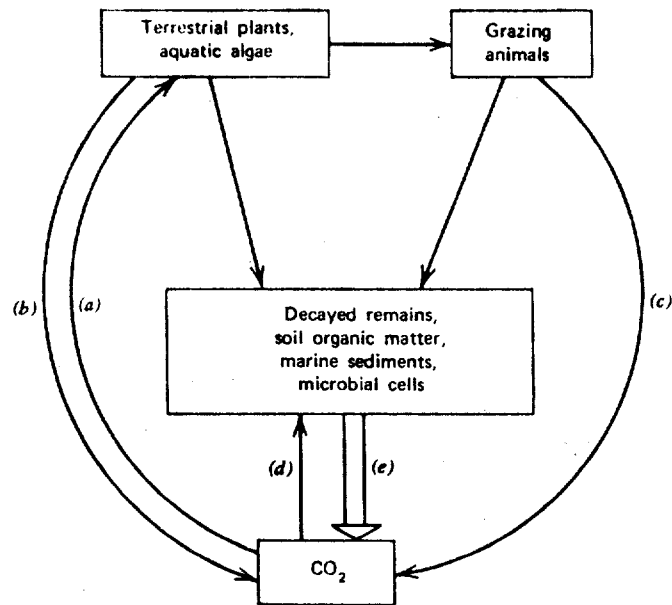 Terrestrial plants,
aquatic algae
Grazing
animals
(b)
(a)
(c)
Decayed remains,
soil organic matter,
marine sediments,
microbial cells
(d)
(e)
CO₂